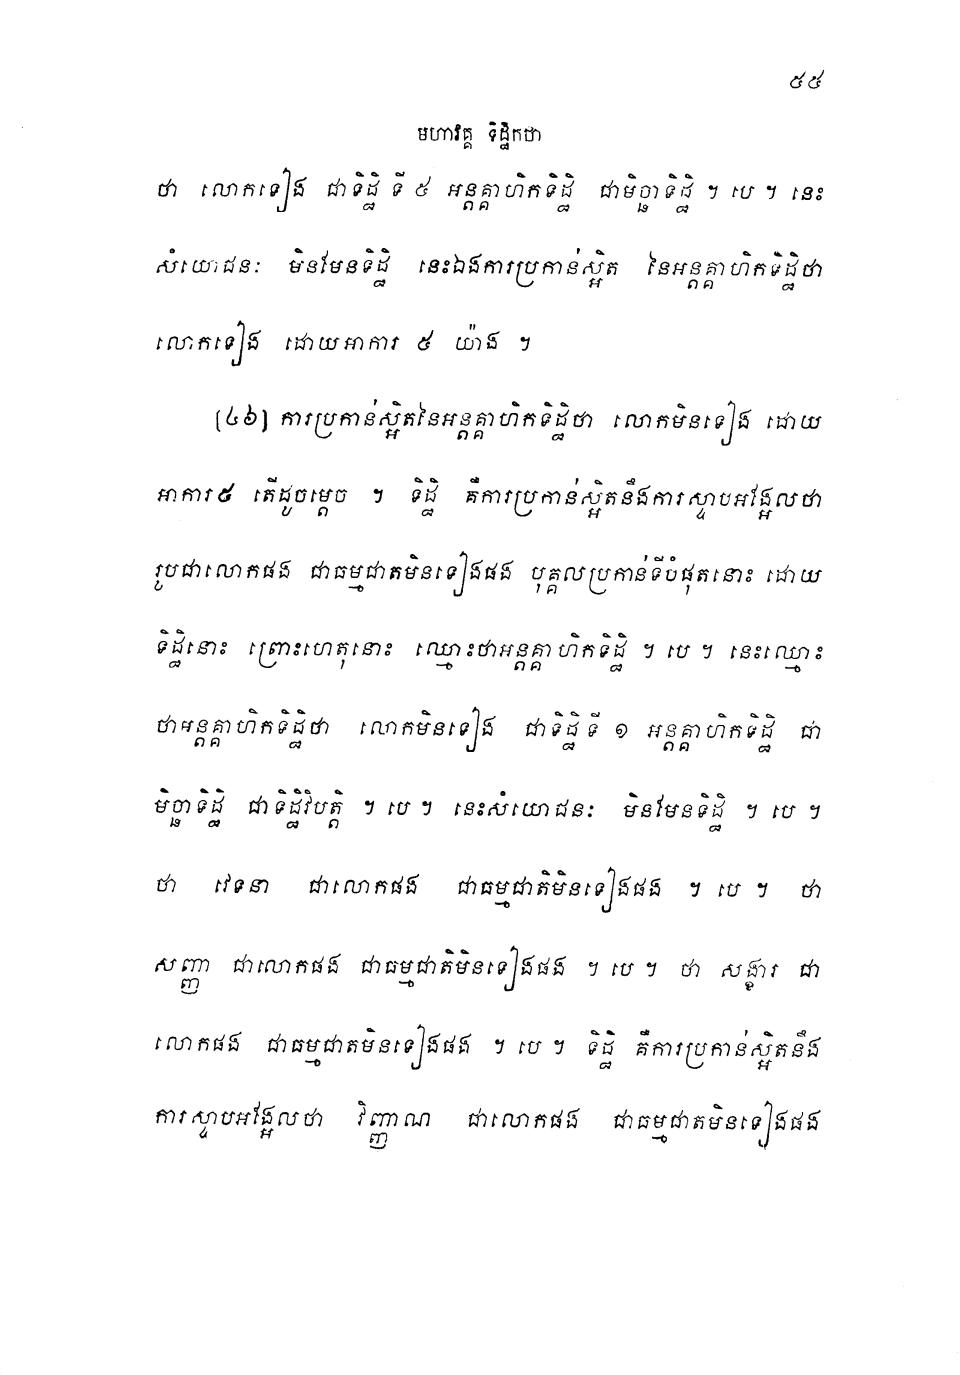 ៥៥
មហាវគ្គ ទិដ្ឋិកថា
ថា លោកទៀង ជាទិដ្ឋិ ទី ៥ អន្តគ្គាហិកទិដ្ឋិ ជាមិច្ឆាទិដ្ឋិ ។ បេ ។ នេះ
សំយោជនៈ មិនមែនទិដ្ឋិ នេះឯងការប្រកាន់ស្អិត នៃអន្តគ្គាហិកទិដ្ឋិថា
លោកទៀង ដោយអាការ ៥ យ៉ាង ។
[៤៦] ការប្រកាន់ស្អិតនៃអន្តគ្គាហិកទិដ្ឋិថា លោកមិនទៀង ដោយ
អាការ៥ តើដូចម្តេច ។ ទិដ្ឋិ គឺការប្រកាន់ស្អិតនឹងការស្ទាបអង្អែលថា
រូបជាលោកផង ជាធម្មជាតមិនទៀងផង បុគ្គលប្រកាន់ទីបំផុតនោះ ដោយ
ទិដ្ឋិនោះ ព្រោះហេតុនោះ ឈ្មោះថាអន្តគ្គាហិកទិដ្ឋិ ។ បេ ។ នេះឈ្មោះ
ថាអន្តគ្គាហិកទិដ្ឋិថា លោកមិនទៀង ជាទិដ្ឋិទី ១ អន្តគ្គាហិកទិដ្ឋិ ជា
មិច្ឆាទិដ្ឋិ ជាទិដ្ឋិវិបត្តិ ។ បេ ។ នេះសំយោជនៈ មិនមែនទិដ្ឋិ ។ បេ ។
ថា វេទនា ជាលោកផង ជាធម្មជាតិមិនទៀងផង ។ បេ ។ ថា
សញ្ញា ជាលោកផង ជាធម្មជាតិមិនទៀងផង ។ បេ ។ ថា សង្ខារ ជា
លោកផង ជាធម្មជាតមិនទៀងផង ។ បេ ។ ទិដ្ឋិ គឺការប្រកាន់ស្អិតនឹង
ការស្ទាបអង្អែលថា វិញ្ញាណ ជាលោកផង ជាធម្មជាតមិនទៀងផង